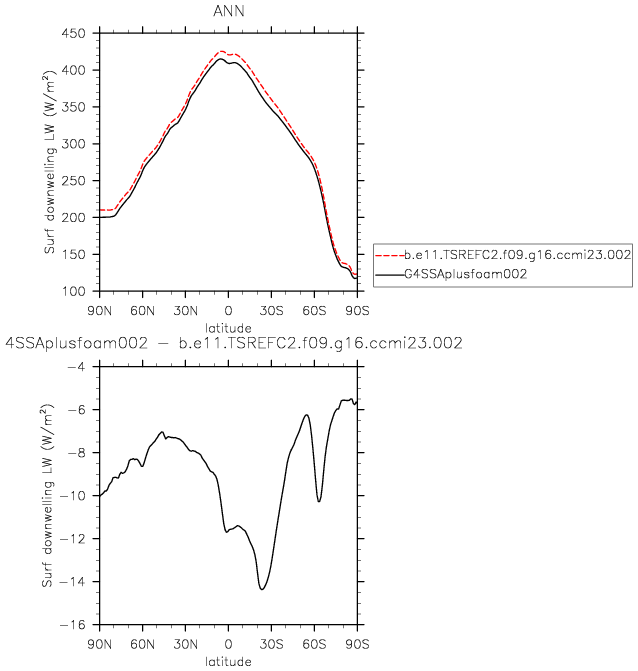 ANN
450
400
350
300
250
200
150
100
Surf downwelling LW (W/m²)
90N 60N 30N 0 30S 60S 90S
latitude
b.e11.TSREFC2.f09.g16.ccmi23.002
G4SSAplusfoam002
4SSAplusfoam002 − b.e11.TSREFC2.f09.g16.ccmi23.002
−4
−6
−8
−10
−12
−14
−16
Surf downwelling LW (W/m²)
90N 60N 30N 0 30S 60S 90S
latitude